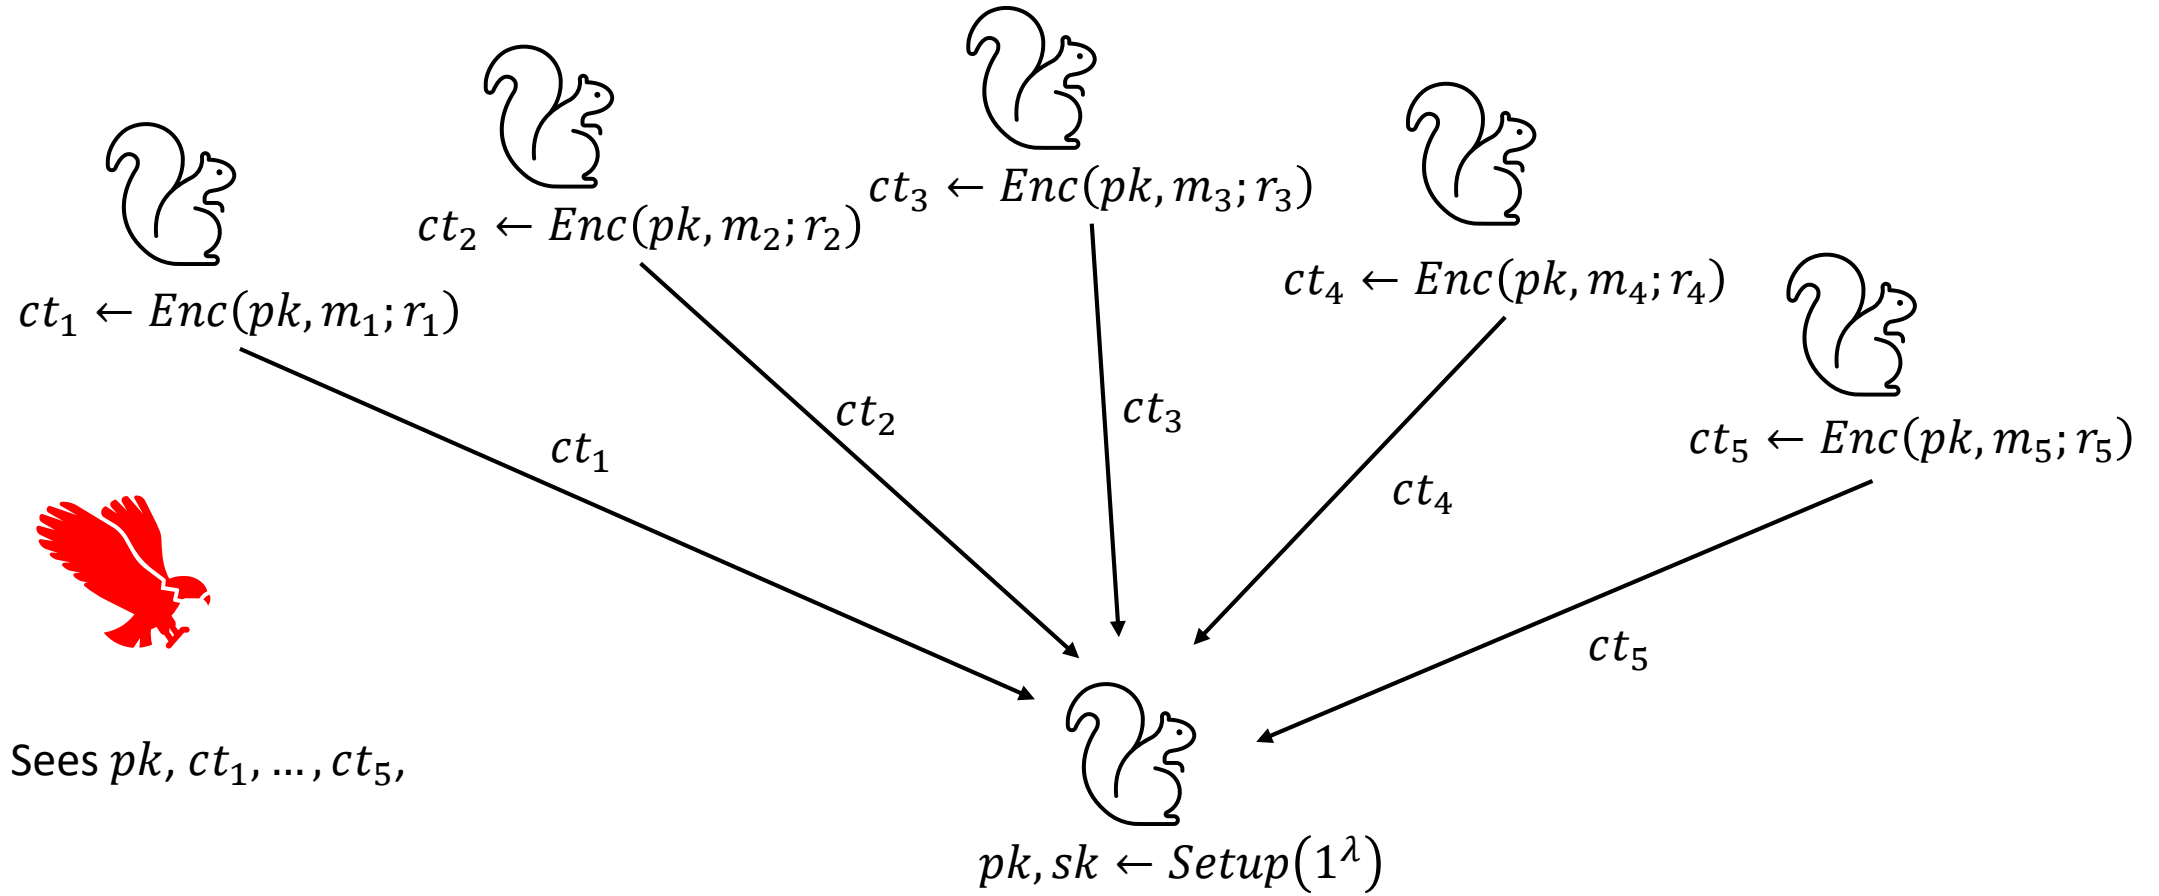 ct₃ ← Enc(pk, m₃; r₃)
ct₂ ← Enc(pk, m₂; r₂)
ct₄ ← Enc(pk, m₄; r₄)
ct₁ ← Enc(pk, m₁; r₁)
ct₅ ← Enc(pk, m₅; r₅)
ct₁
ct₂
ct₃
ct₄
ct₅
Sees pk, ct₁, … , ct₅,
pk, sk ← Setup(1^λ)